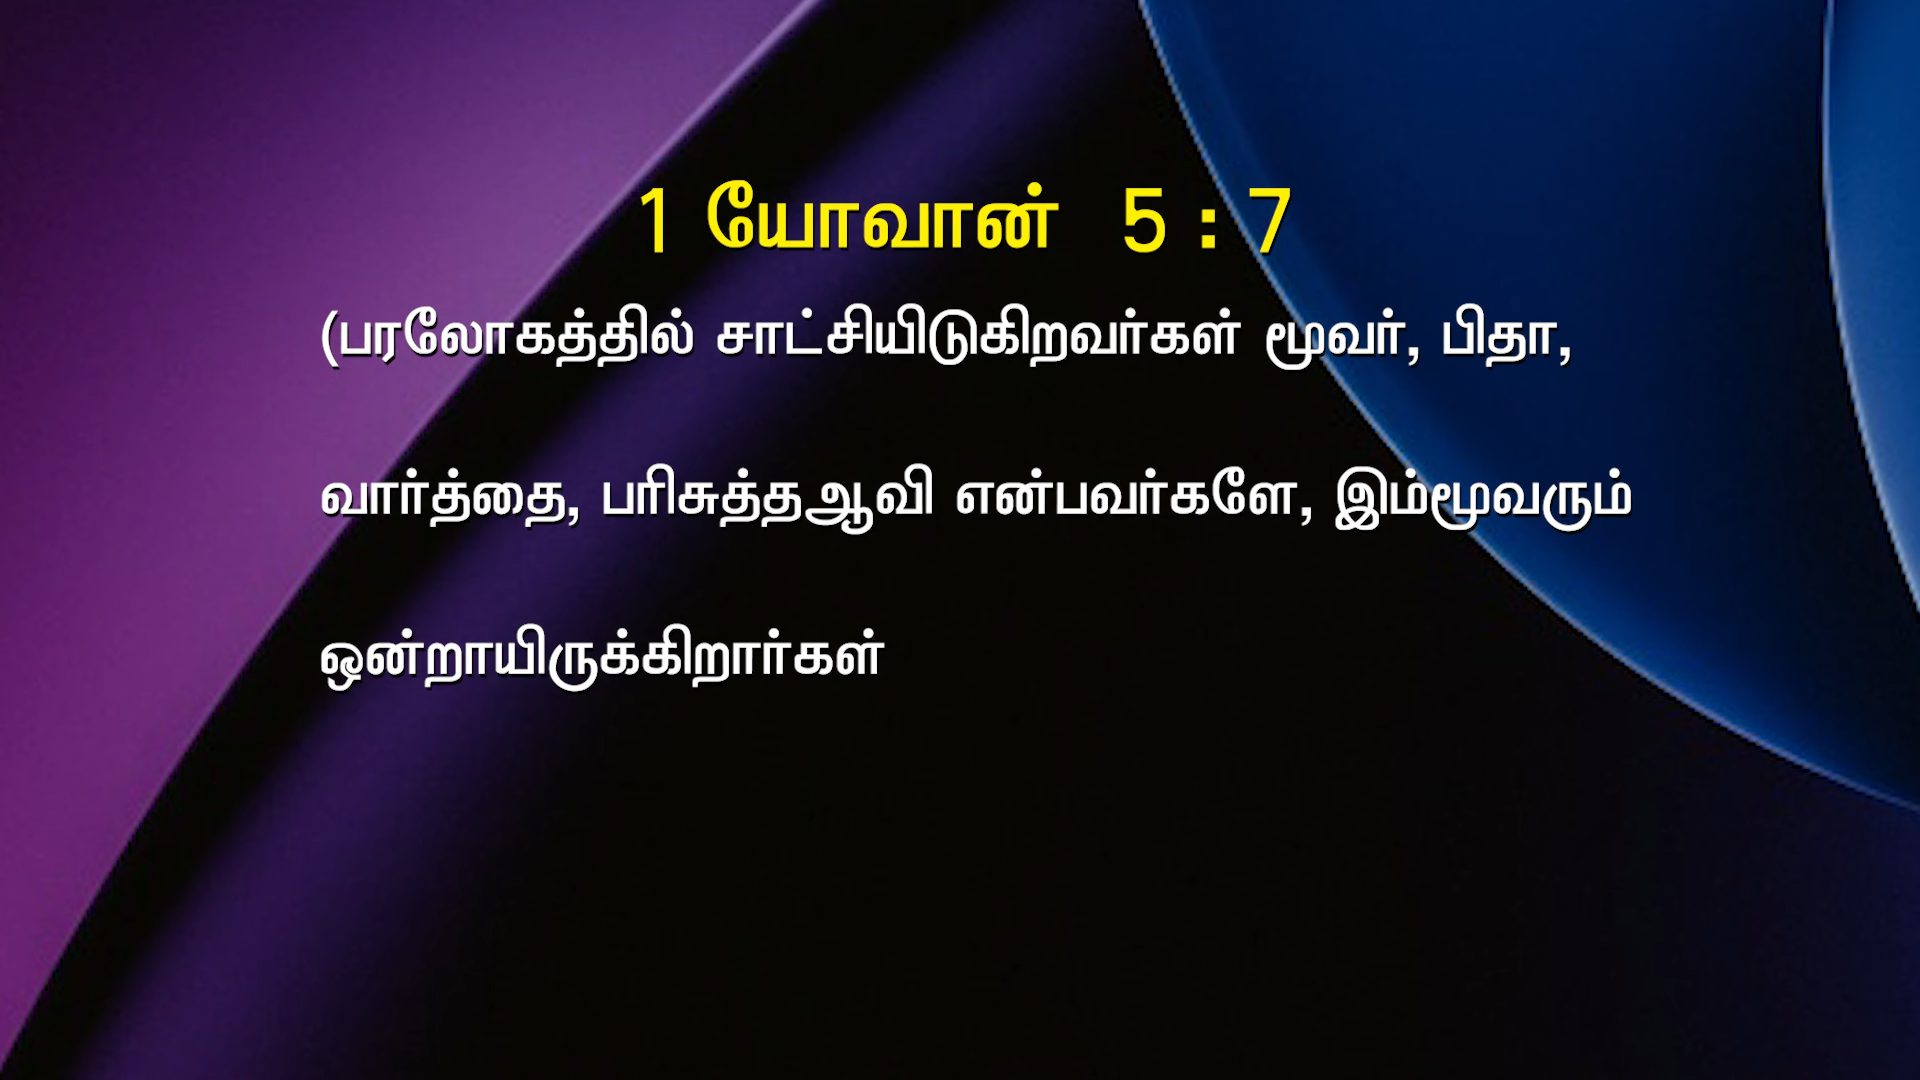 1 யோவான் 5 : 7
(பரலோகத்தில் சாட்சியிடுகிறவர்கள் மூவர், பிதா,
வார்த்தை, பரிசுத்தஆவி என்பவர்களே, இம்மூவரும்
ஒன்றாயிருக்கிறார்கள்